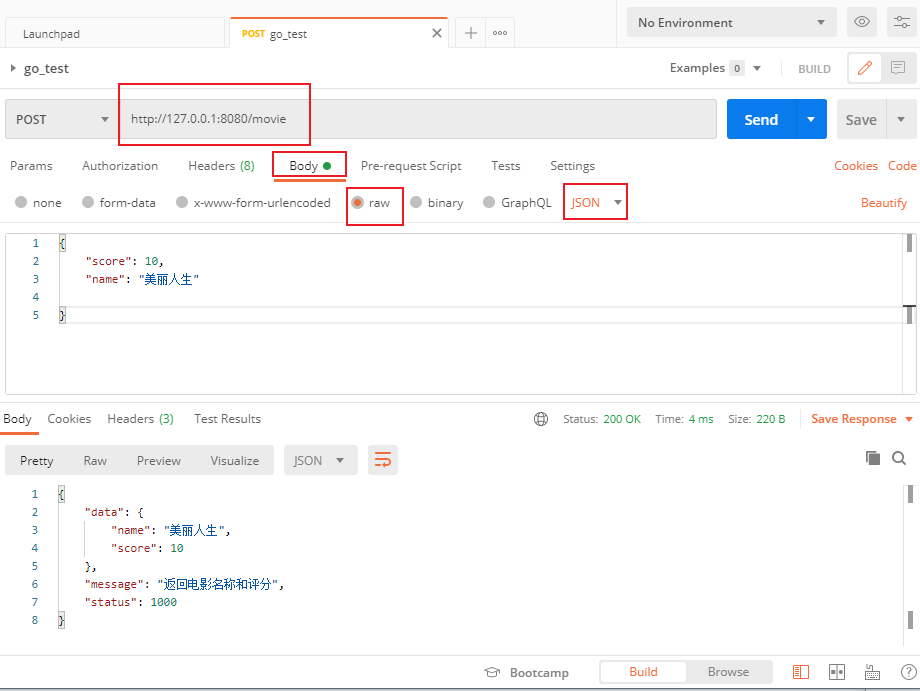 Launchpad
POST go_test
No Environment
go_test
Examples 0
BUILD
POST
http://127.0.0.1:8080/movie
Send
Save
Params Authorization Headers (8) Body Pre-request Script Tests Settings Cookies Code
none form-data x-www-form-urlencoded raw binary GraphQL JSON Beautify
1 {
2 "score": 10,
3 "name": "美丽人生"
4
5 }
Body Cookies Headers (3) Test Results Status: 200 OK Time: 4 ms Size: 220 B Save Response
Pretty Raw Preview Visualize JSON
1 {
2 "data": {
3 "name": "美丽人生",
4 "score": 10
5 },
6 "message": "返回电影名称和评分",
7 "status": 1000
8 }
Bootcamp Build Browse